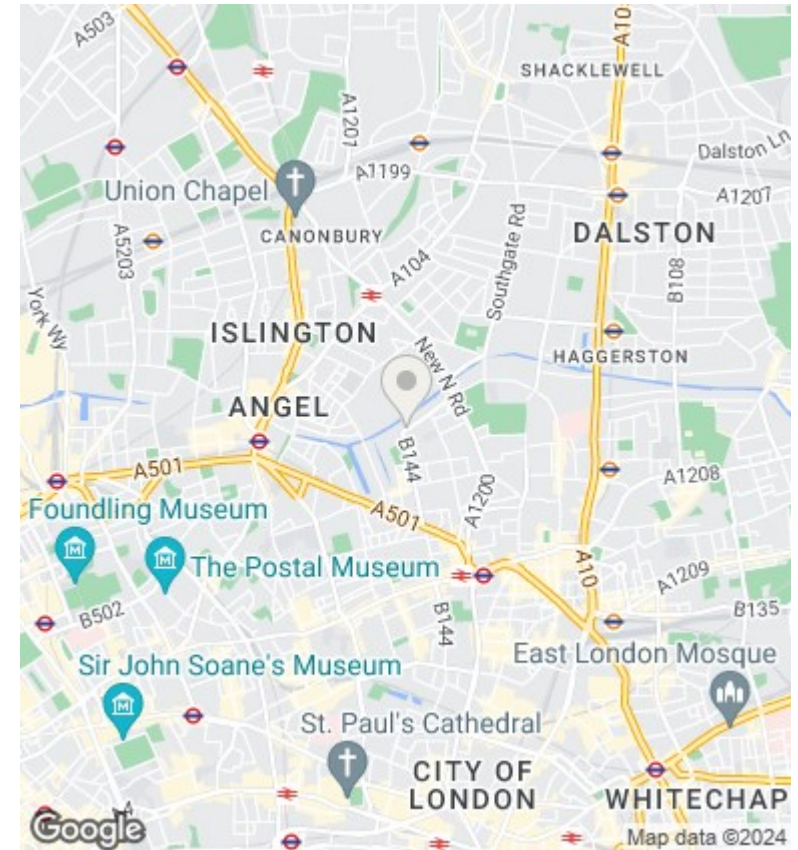 A503
SHACKLEWELL
A10
A1201
Dalston Ln
A1199
Union Chapel
A1207
CANONBURY
A5203
DALSTON
Southgate Rd
A104
B108
York Wy
ISLINGTON
New N Rd
HAGGERSTON
ANGEL
B144
A501
A1208
A1200
A501
Foundling Museum
The Postal Museum
A10
A1209
B502
B144
B135
East London Mosque
Sir John Soane's Museum
St. Paul's Cathedral
CITY OF
LONDON
WHITECHAP
A4
Google
Map data ©2024